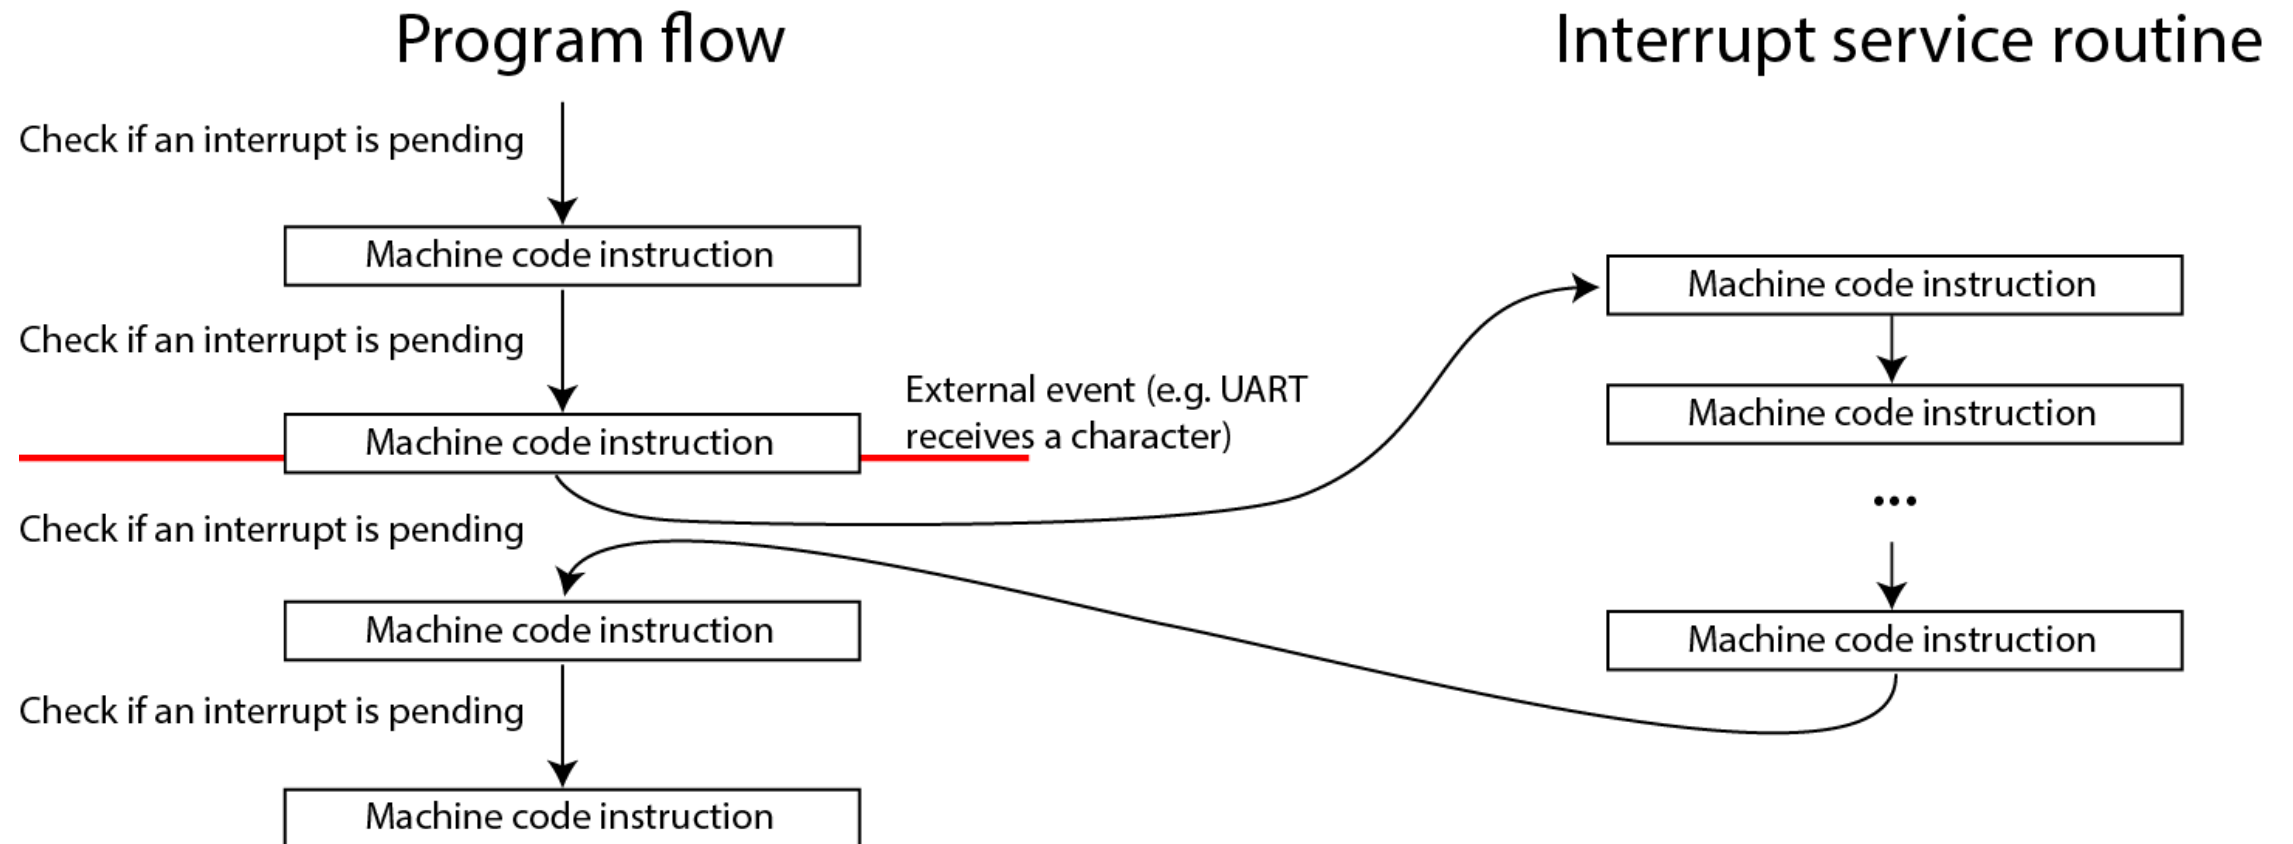 Program flow
Interrupt service routine
Check if an interrupt is pending
Machine code instruction
Machine code instruction
Check if an interrupt is pending
External event (e.g. UART
receives a character)
Machine code instruction
Machine code instruction
...
Check if an interrupt is pending
Machine code instruction
Machine code instruction
Check if an interrupt is pending
Machine code instruction